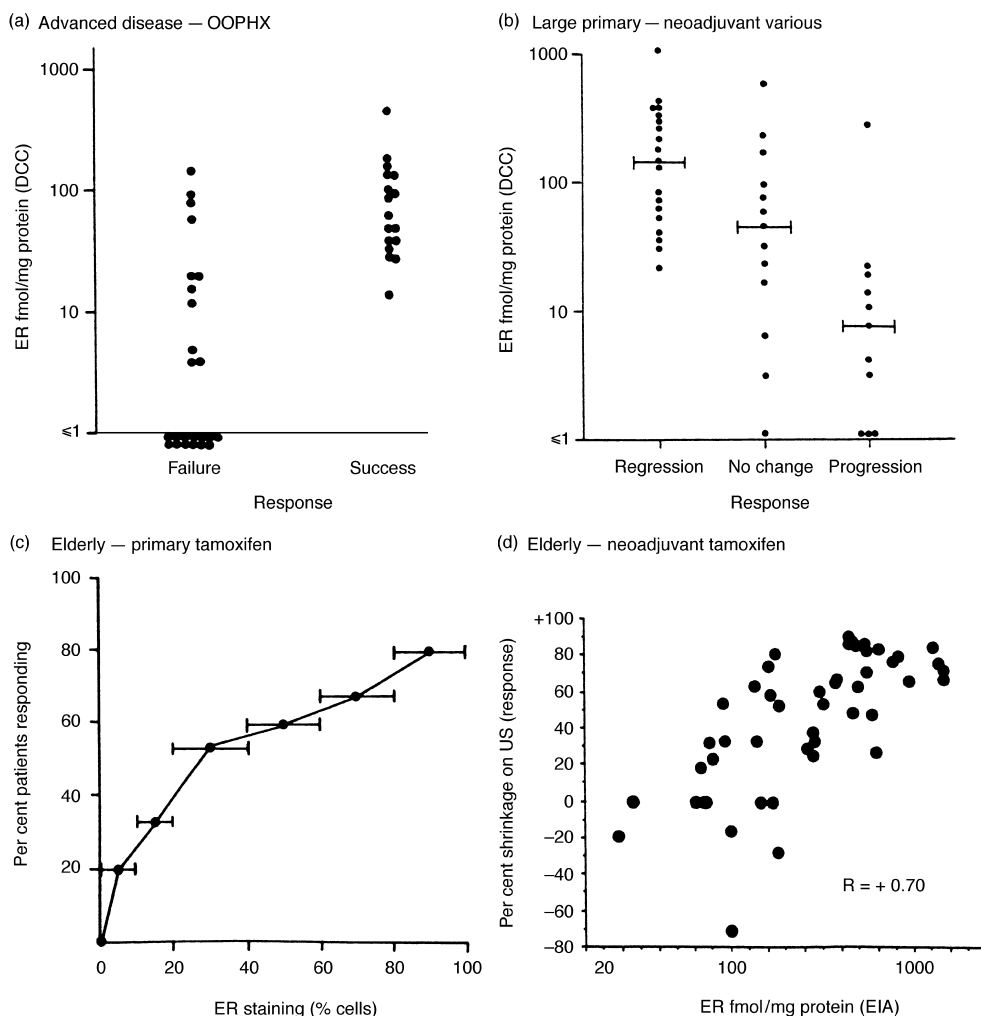 (a) Advanced disease — OOPHX
1000
100
10
⩽1
ER fmol/mg protein (DCC)
Failure
Success
Response
(b) Large primary — neoadjuvant various
1000
100
10
⩽1
ER fmol/mg protein (DCC)
Regression
No change
Progression
Response
(c) Elderly — primary tamoxifen
100
80
60
40
20
Per cent patients responding
0
20
40
60
80
100
ER staining (% cells)
(d) Elderly — neoadjuvant tamoxifen
+100
80
60
40
20
0
–20
–40
–60
–80
Per cent shrinkage on US (response)
R = + 0.70
20
100
1000
ER fmol/mg protein (EIA)